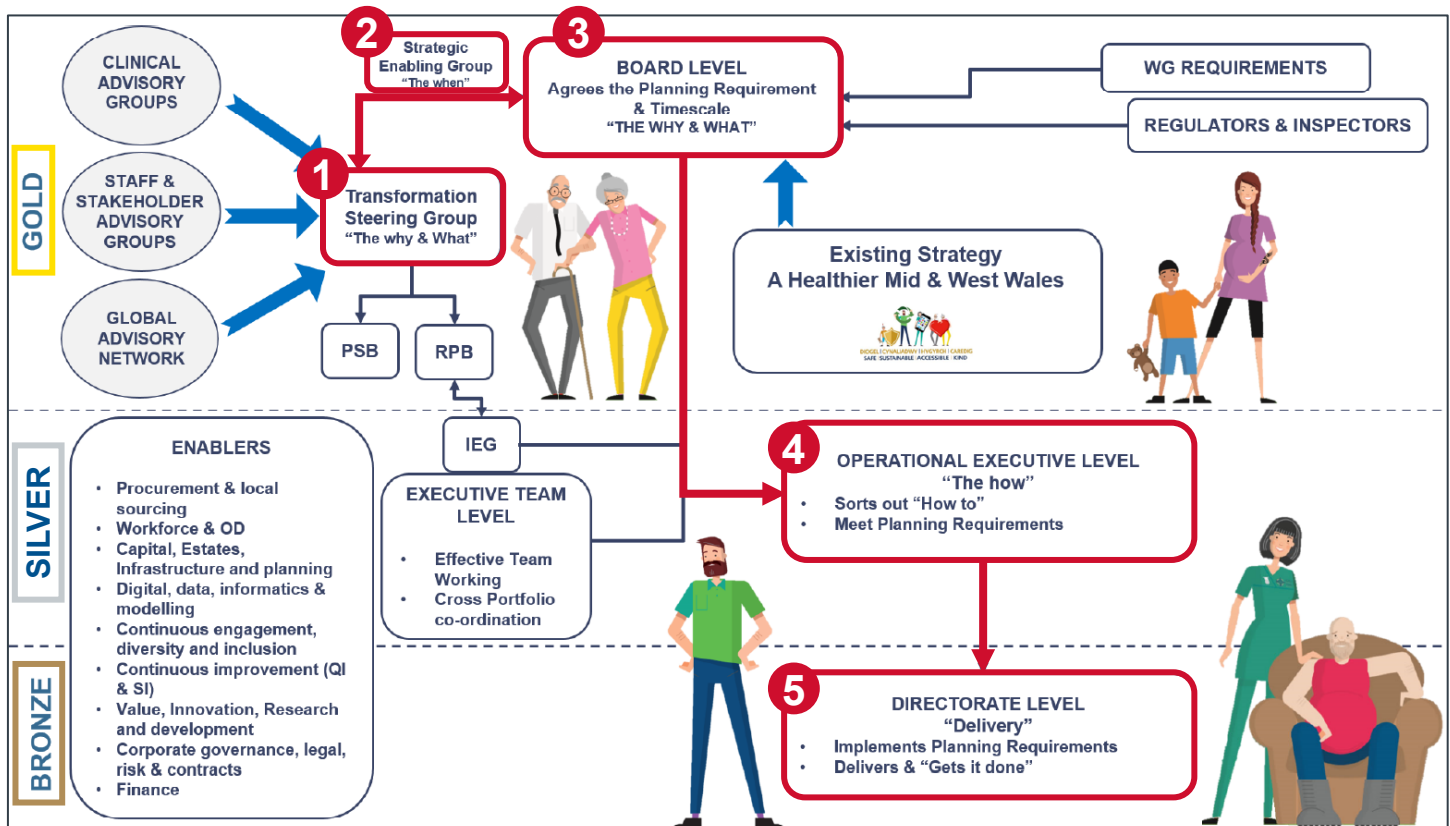 GOLD
CLINICAL
ADVISORY
GROUPS
STAFF &
STAKEHOLDER
ADVISORY
GROUPS
GLOBAL
ADVISORY
NETWORK
2
Strategic
Enabling Group
“The when”
1
Transformation
Steering Group
“The why & What”
PSB
RPB
3
BOARD LEVEL
Agrees the Planning Requirement
& Timescale
“THE WHY & WHAT”
WG REQUIREMENTS
REGULATORS & INSPECTORS
Existing Strategy
A Healthier Mid & West Wales
SAFE SUSTAINABLE ACCESSIBLE KIND
SILVER
ENABLERS
• Procurement & local
sourcing
• Workforce & OD
• Capital, Estates,
Infrastructure and planning
• Digital, data, informatics &
modelling
• Continuous engagement,
diversity and inclusion
• Continuous improvement (QI
& SI)
• Value, Innovation, Research
and development
• Corporate governance, legal,
risk & contracts
• Finance
IEG
EXECUTIVE TEAM
LEVEL
• Effective Team
Working
• Cross Portfolio
co-ordination
4
OPERATIONAL EXECUTIVE LEVEL
“The how”
• Sorts out “How to”
• Meet Planning Requirements
BRONZE
5
DIRECTORATE LEVEL
“Delivery”
• Implements Planning Requirements
• Delivers & “Gets it done”